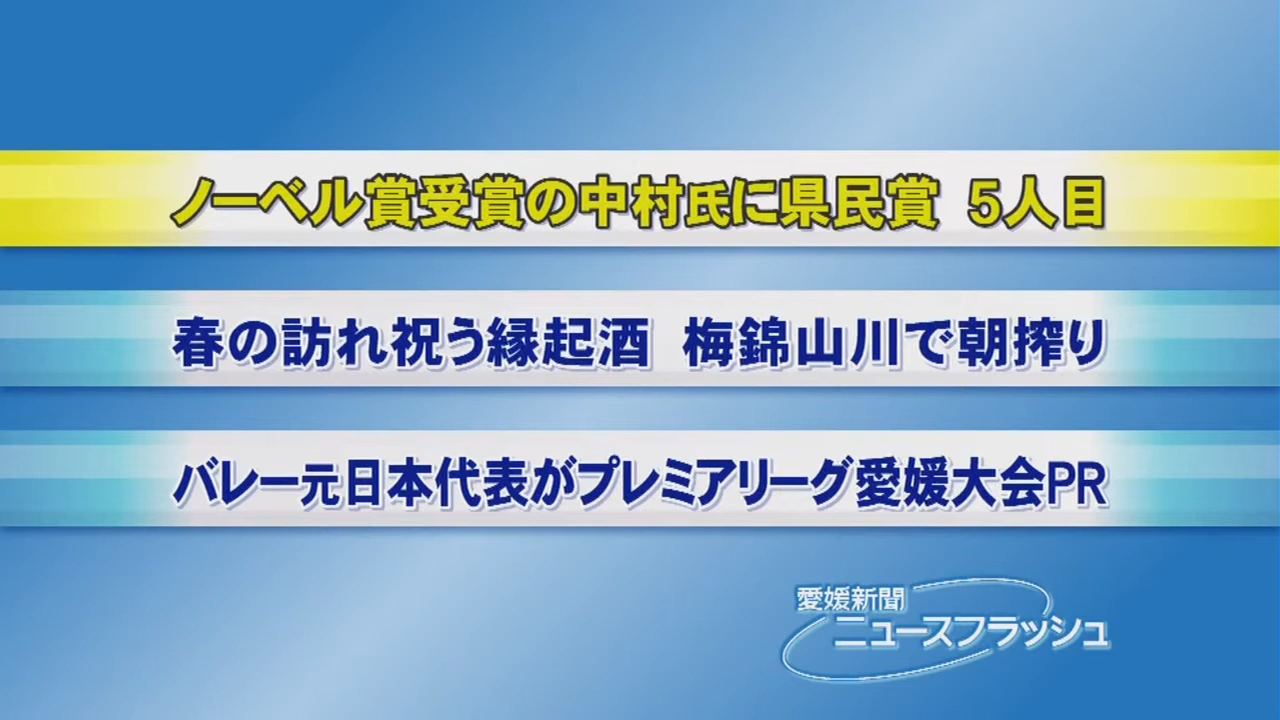 ノーベル賞受賞の中村氏に県民賞 5人目
春の訪れ祝う縁起酒 梅錦山川で朝搾り
バレー元日本代表がプレミアリーグ愛媛大会PR
愛媛新聞
ニュースフラッシュ